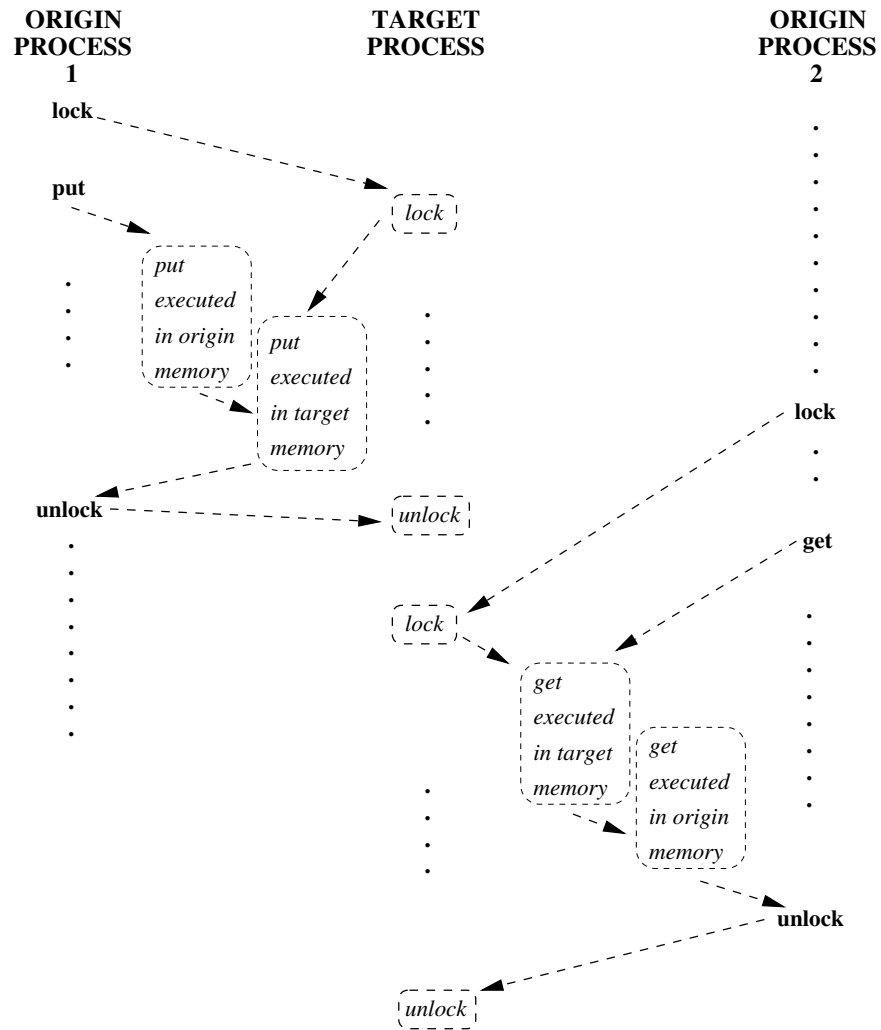 ORIGIN
PROCESS
1
TARGET
PROCESS
ORIGIN
PROCESS
2
lock
put
lock
put
executed
in origin
memory
put
executed
in target
memory
lock
unlock
unlock
get
lock
get
executed
in target
memory
get
executed
in origin
memory
unlock
unlock